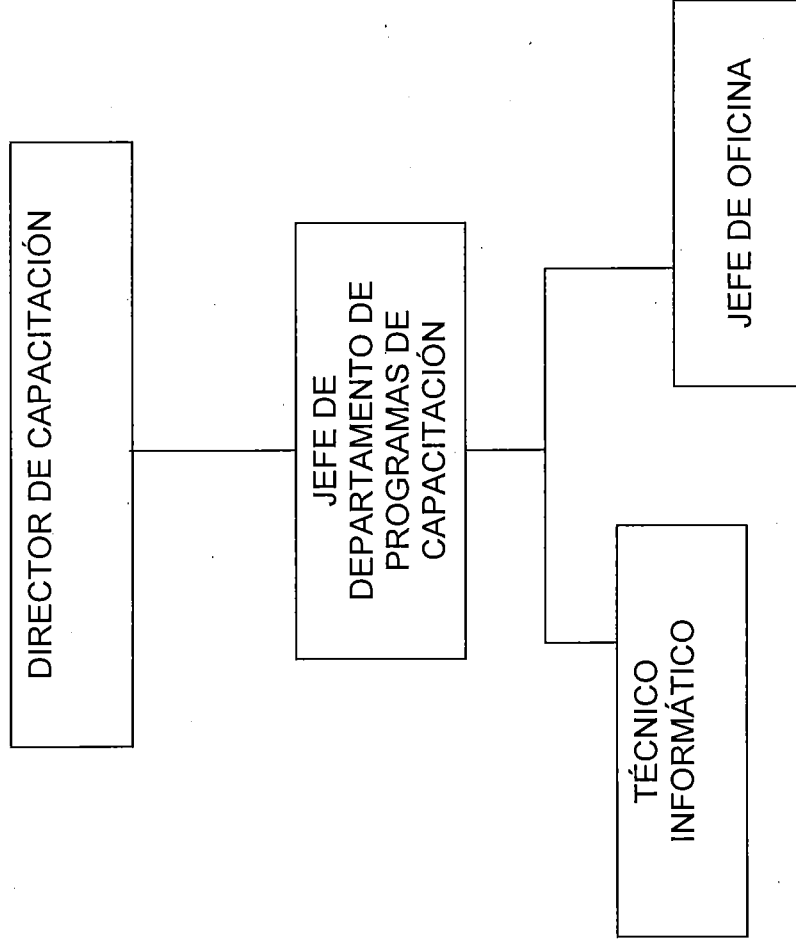 DIRECTOR DE CAPACITACIÓN
JEFE DE
DEPARTAMENTO DE
PROGRAMAS DE
CAPACITACIÓN
TÉCNICO
INFORMÁTICO
JEFE DE OFICINA